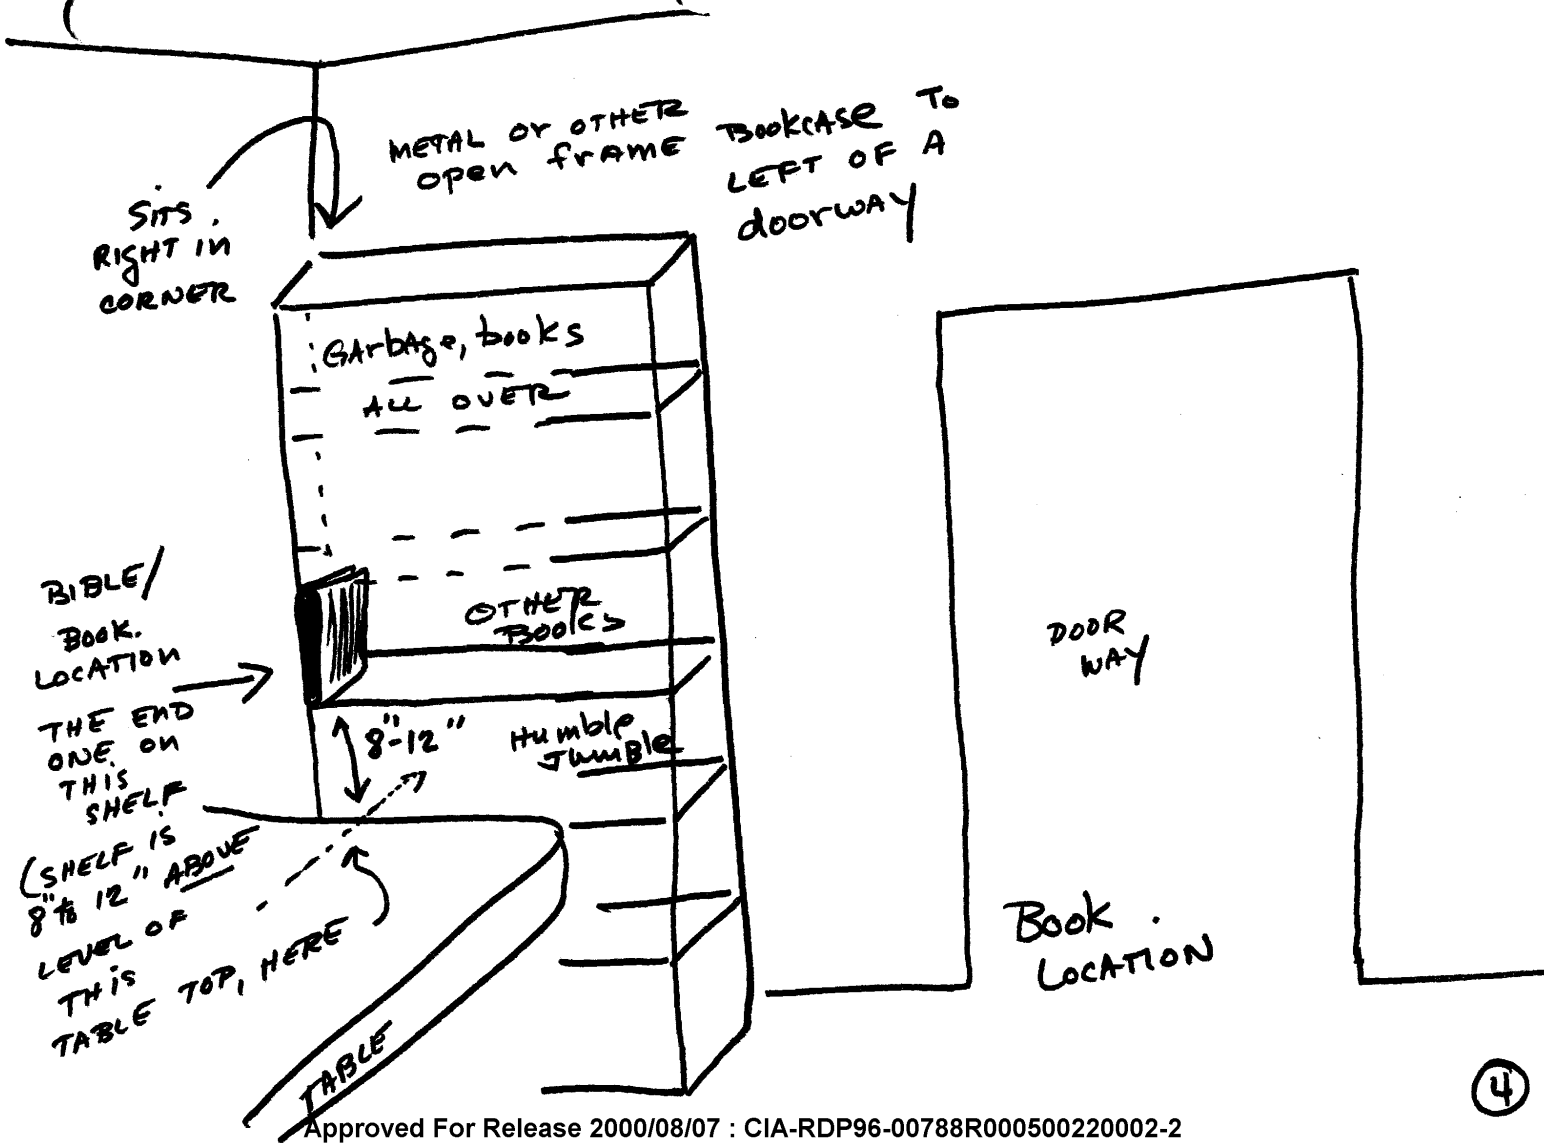 METAL or OTHER
open frAME
BookcASE To
LEFT OF A
doorwAY
SITS
RIGHT IN
CORNER
GArbAge, books
ALL OVER
BIBLE/
BOOK
LOCATION
THE END
ONE ON
THIS
SHELF
(SHELF IS
8" to 12" ABOVE
LEVEL OF
THIS
TABLE TOP, HERE
OTHER
BOOKS
8"-12"
Humble
JumBle
DOOR
WAY
Book
LOCATION
TABLE
4
Approved For Release 2000/08/07 : CIA-RDP96-00788R000500220002-2